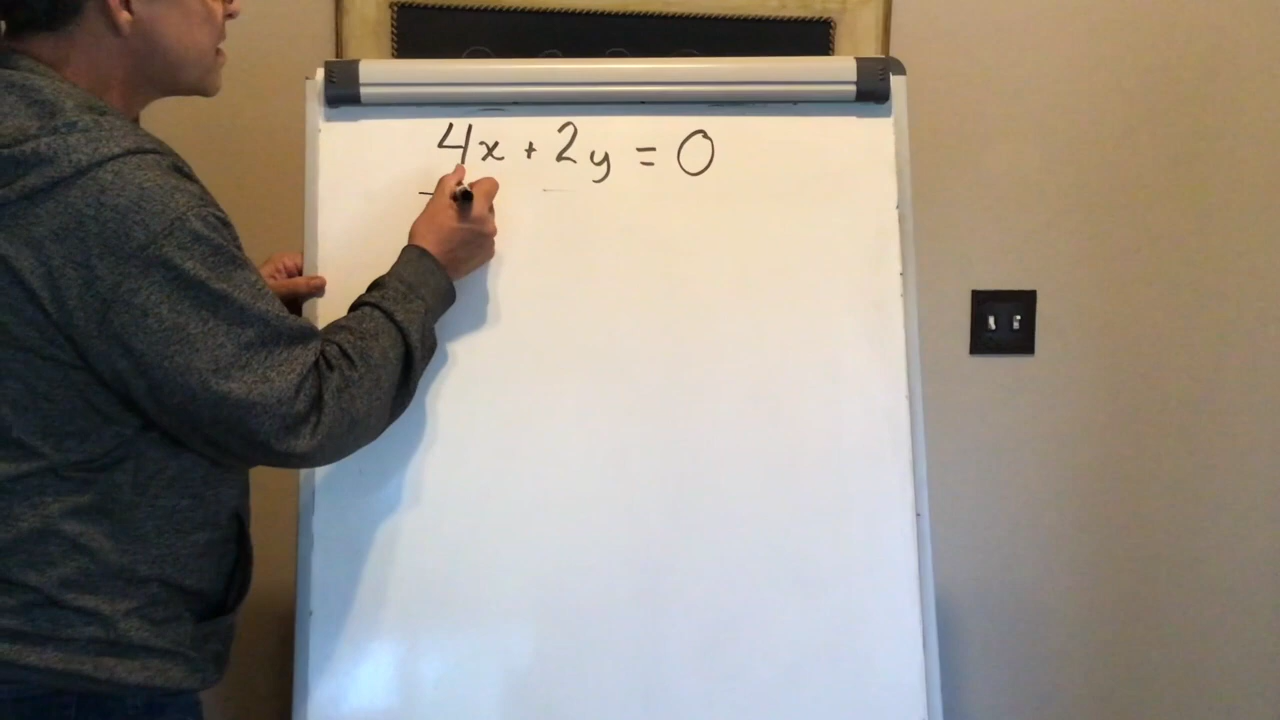 4x + 2y = 0
-